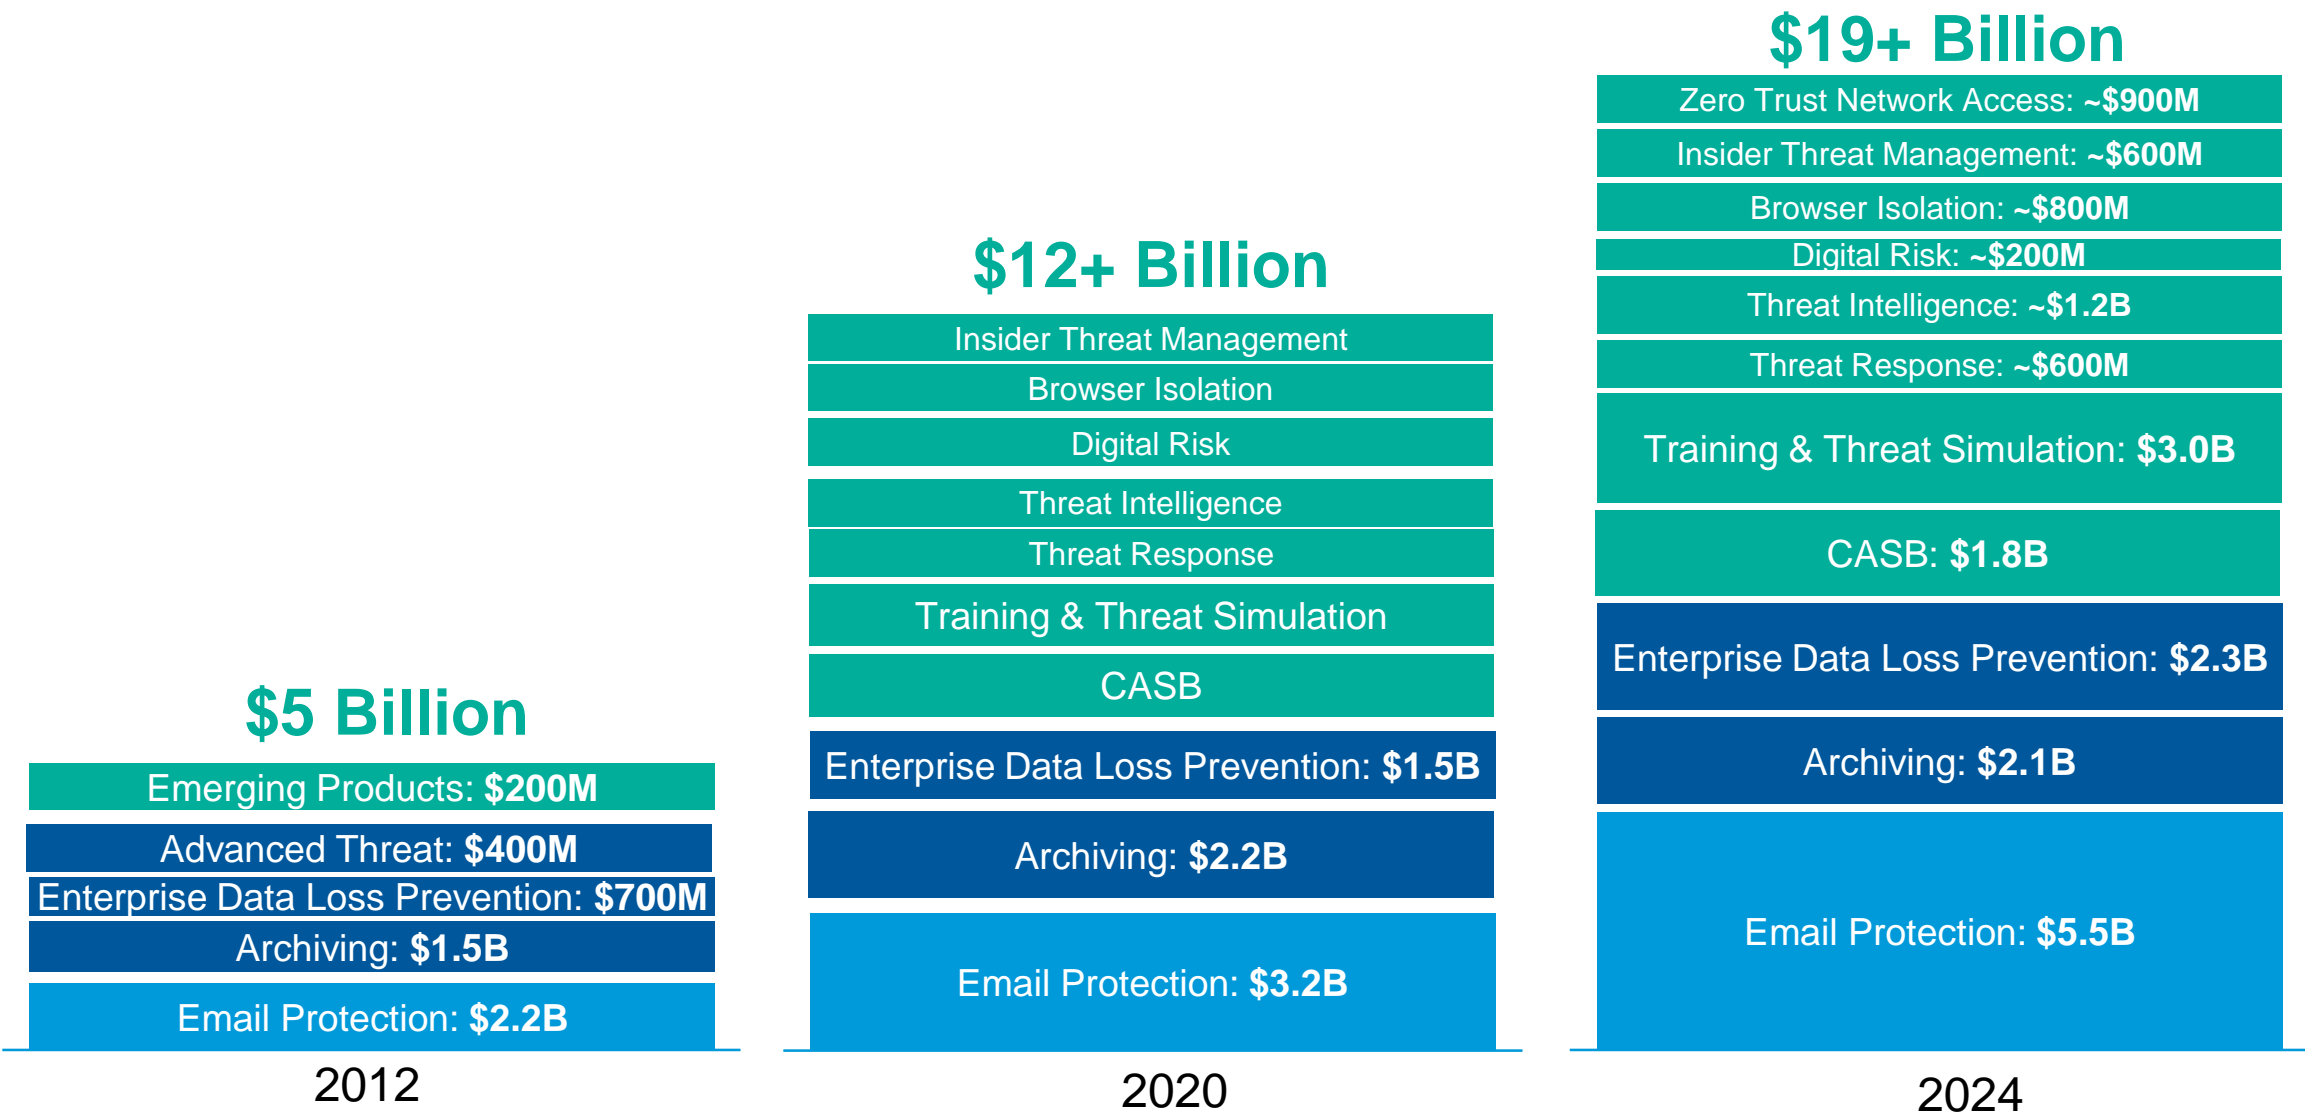 $5 Billion
Emerging Products: $200M
Advanced Threat: $400M
Enterprise Data Loss Prevention: $700M
Archiving: $1.5B
Email Protection: $2.2B
2012
$12+ Billion
Insider Threat Management
Browser Isolation
Digital Risk
Threat Intelligence
Threat Response
Training & Threat Simulation
CASB
Enterprise Data Loss Prevention: $1.5B
Archiving: $2.2B
Email Protection: $3.2B
2020
$19+ Billion
Zero Trust Network Access: ~$900M
Insider Threat Management: ~$600M
Browser Isolation: ~$800M
Digital Risk: ~$200M
Threat Intelligence: ~$1.2B
Threat Response: ~$600M
Training & Threat Simulation: $3.0B
CASB: $1.8B
Enterprise Data Loss Prevention: $2.3B
Archiving: $2.1B
Email Protection: $5.5B
2024